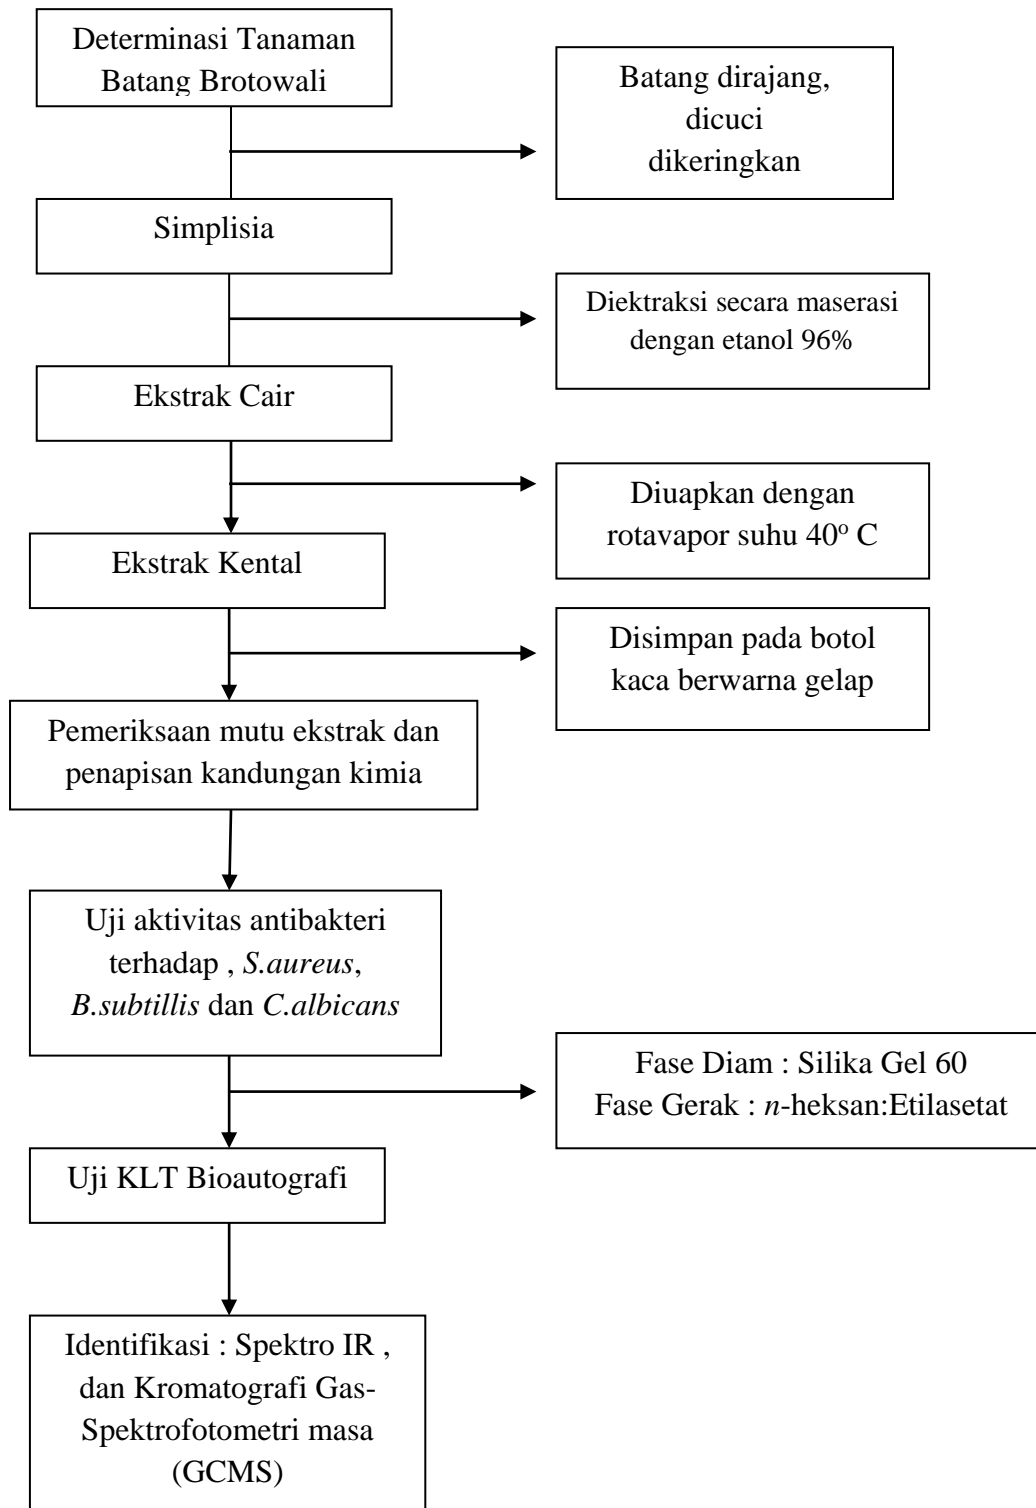 Determinasi Tanaman
Batang Brotowali
Batang dirajang,
dicuci
dikeringkan
Simplisia
Diektraksi secara maserasi
dengan etanol 96%
Ekstrak Cair
Diuapkan dengan
rotavapor suhu 40º C
Ekstrak Kental
Disimpan pada botol
kaca berwarna gelap
Pemeriksaan mutu ekstrak dan
penapisan kandungan kimia
Uji aktivitas antibakteri
terhadap , S.aureus,
B.subtillis dan C.albicans
Fase Diam : Silika Gel 60
Fase Gerak : n-heksan:Etilasetat
Uji KLT Bioautografi
Identifikasi : Spektro IR ,
dan Kromatografi Gas-
Spektrofotometri masa
(GCMS)